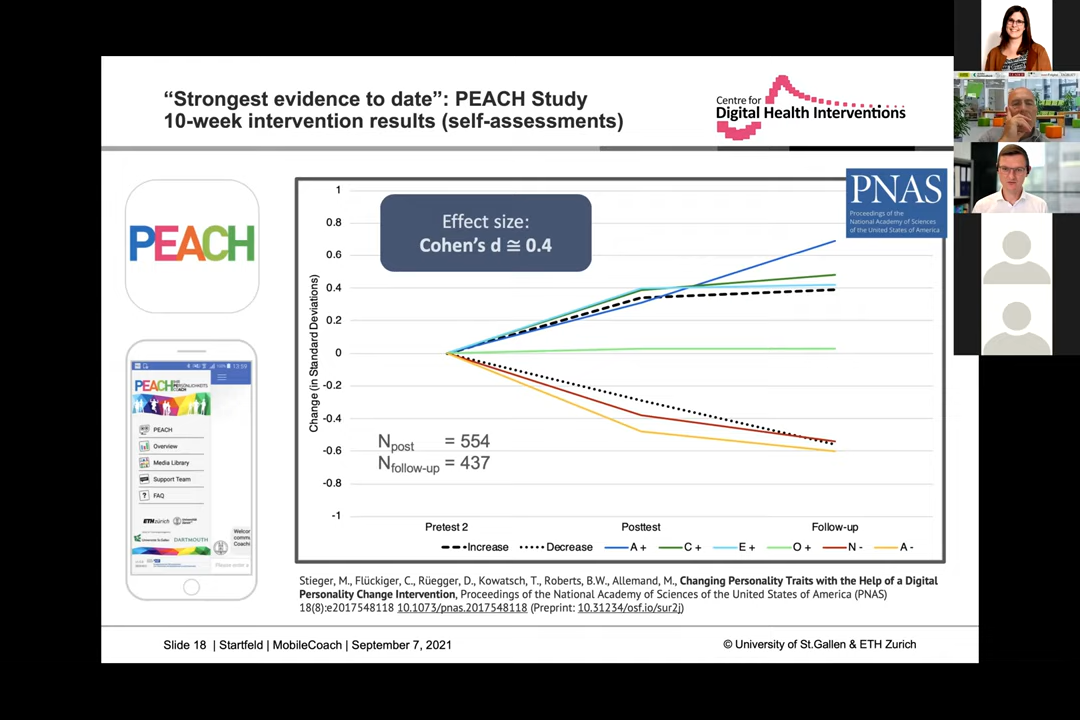 “Strongest evidence to date”: PEACH Study
10-week intervention results (self-assessments)
Centre for
Digital Health Interventions
PEACH
PEACH
PEACH
Overview
Media Library
Support Team
? FAQ
ETH zürich
DARTMOUTH
13:59
PNAS
Proceedings of the
National Academy of Sciences
of the United States of America
Effect size:
Cohen’s d ≅ 0.4
Change (in Standard Deviations)
1
0.8
0.6
0.4
0.2
0
-0.2
-0.4
-0.6
-0.8
-1
Npost = 554
Nfollow-up = 437
Pretest 2 Posttest Follow-up
Increase Decrease A + C + E + O + N - A -
Stieger, M., Flückiger, C., Rüegger, D., Kowatsch, T., Roberts, B.W., Allemand, M., Changing Personality Traits with the Help of a Digital
Personality Change Intervention, Proceedings of the National Academy of Sciences of the United States of America (PNAS)
18(8):e2017548118 10.1073/pnas.2017548118 (Preprint: 10.31234/osf.io/sur2j)
Slide 18 | Startfeld | MobileCoach | September 7, 2021
© University of St.Gallen & ETH Zurich